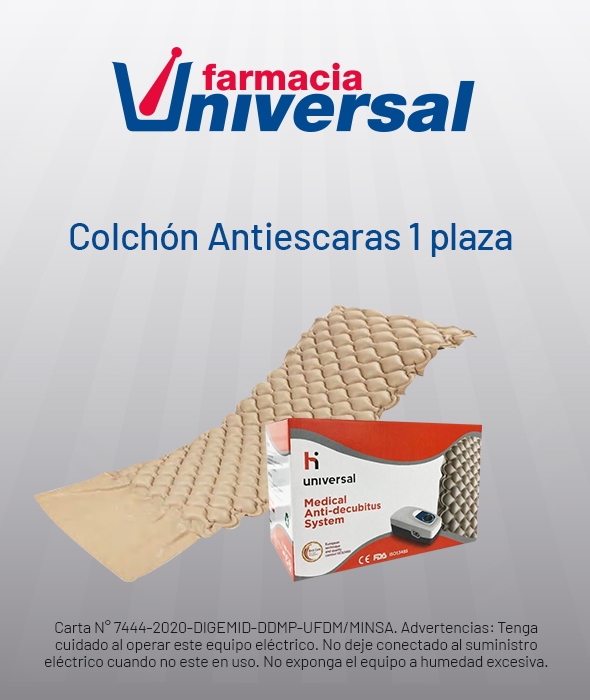 farmacia
Universal
Colchón Antiescaras 1 plaza
universal
Medical
Anti-decubitus
System
CE FDA ISO13485
Carta N° 7444-2020-DIGEMID-DDMP-UFDM/MINSA. Advertencias: Tenga
cuidado al operar este equipo eléctrico. No deje conectado al suministro
eléctrico cuando no este en uso. No exponga el equipo a humedad excesiva.